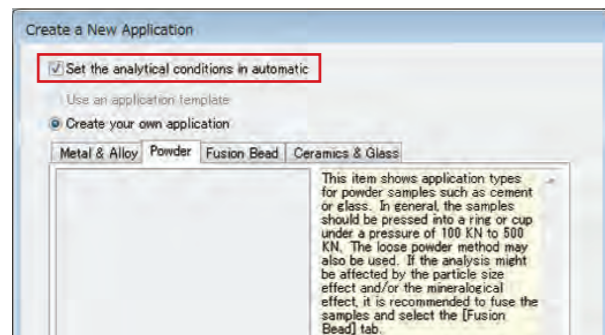 Create a New Application
Set the analytical conditions in automatic
Use an application template
Create your own application
Metal & Alloy Powder Fusion Bead Ceramics & Glass
This item shows application types
for powder samples such as cement
or glass. In general, the samples
should be pressed into a ring or cup
under a pressure of 100 KN to 500
KN. The loose powder method may
also be used. If the analysis might
be affected by the particle size
effect and/or the mineralogical
effect, it is recommended to fuse the
samples and select the [Fusion
Bead] tab.